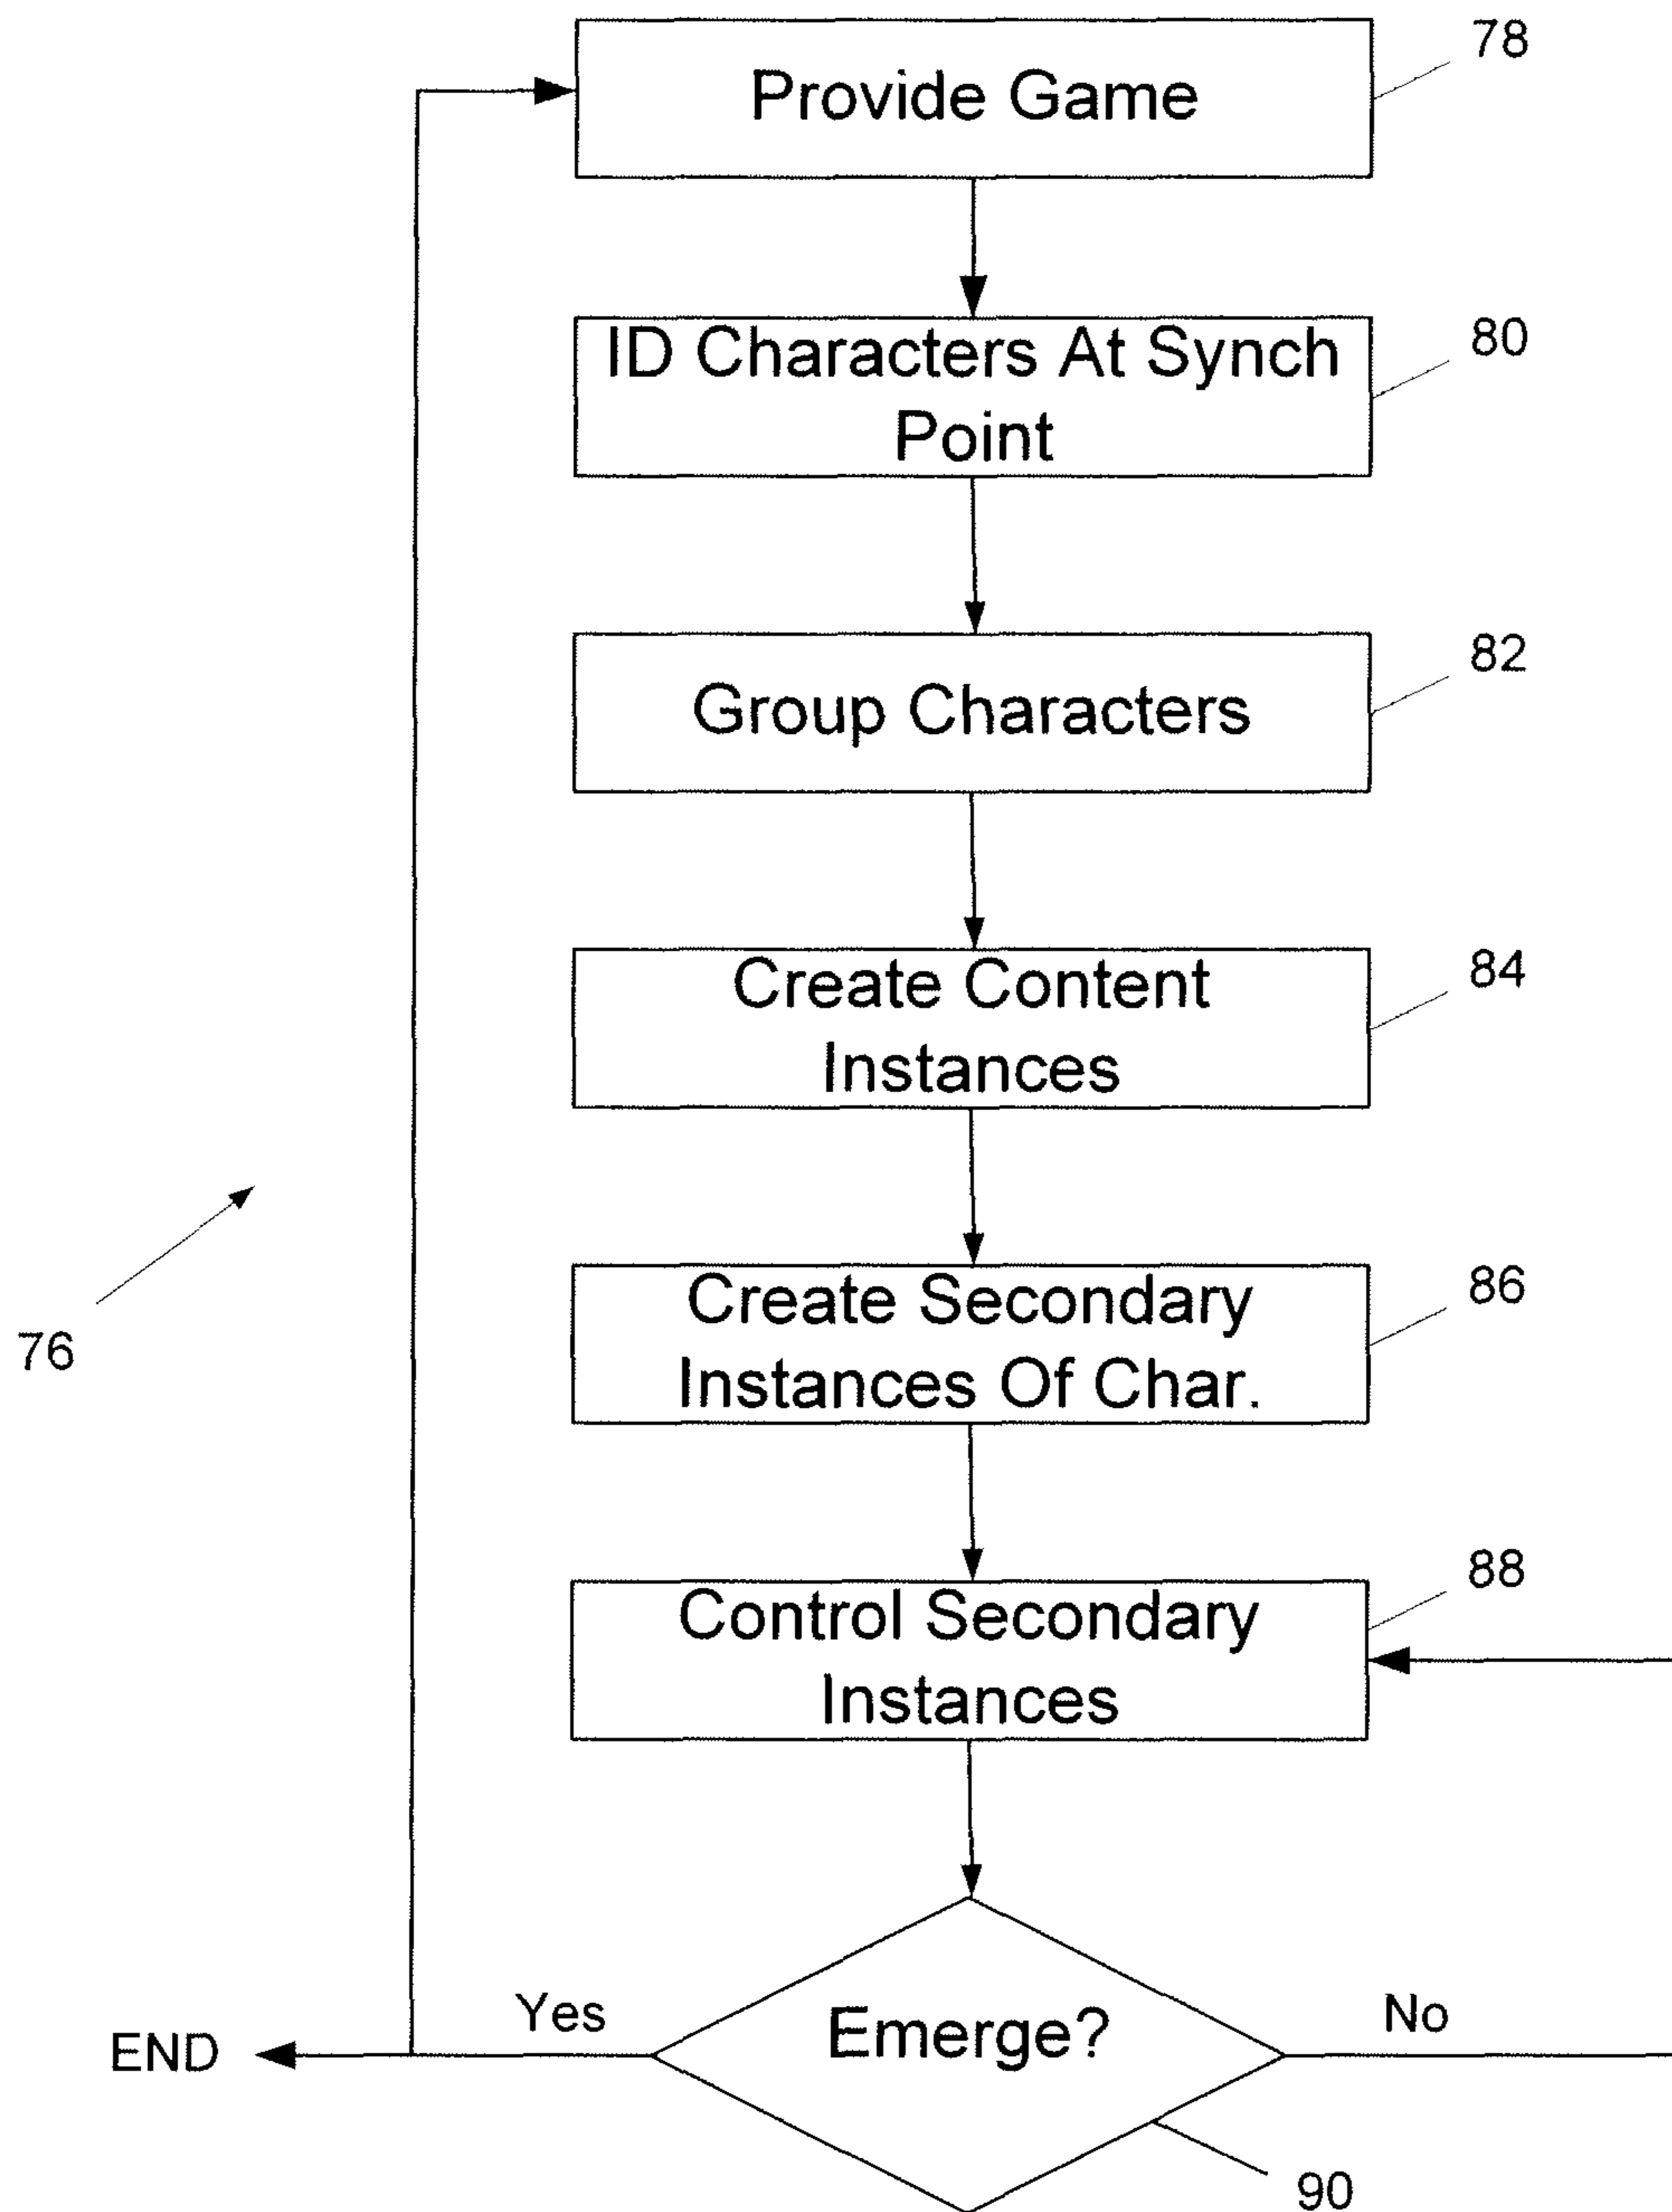 Provide Game
78
ID Characters At Synch
Point
80
Group Characters
82
Create Content
Instances
84
Create Secondary
Instances Of Char.
86
76
Control Secondary
Instances
88
Yes
Emerge?
No
END
90